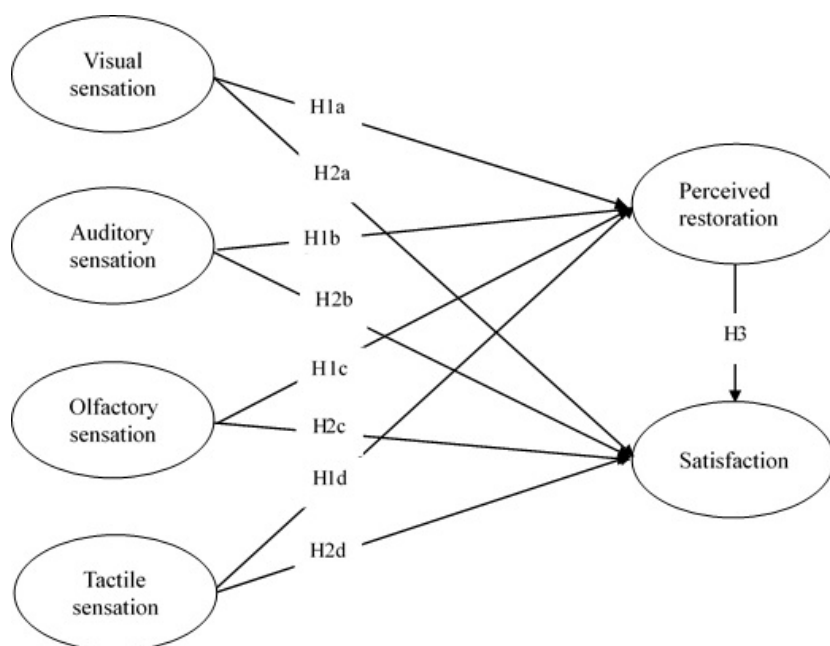 Visual
sensation
H1a
H2a
Perceived
restoration
Auditory
sensation
H1b
H2b
H3
Olfactory
sensation
H1c
H2c
Satisfaction
H1d
Tactile
sensation
H2d